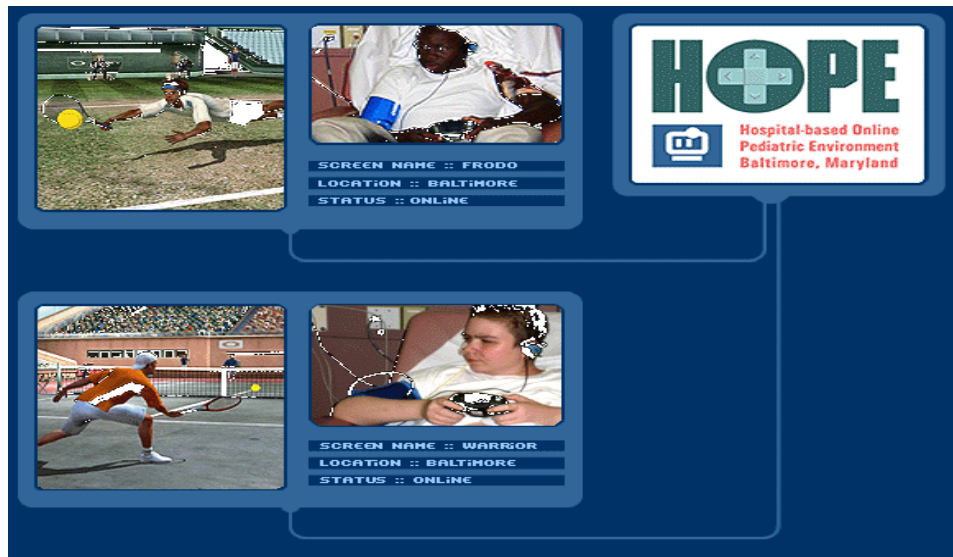 SCREEN NAME :: FRODO
LOCATiON :: BALTiMORE
STATUS :: ONLiNE
HOPE
Hospital-based Online
Pediatric Environment
Baltimore, Maryland
SCREEN NAME :: WARRiOR
LOCATiON :: BALTiMORE
STATUS :: ONLiNE